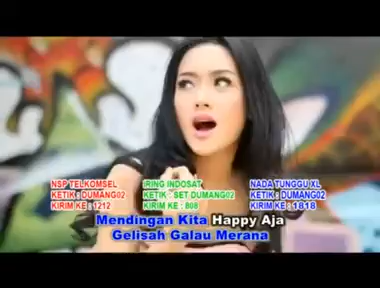 NSP TELKOMSEL
KETIK : DUMANG02
KIRIM KE : 1212
IRING INDOSAT
KETIK : SET DUMANG02
KIRIM KE : 808
NADA TUNGGU XL
KETIK : DUMANG02
KIRIM KE : 1818
Mendingan Kita Happy Aja
Gelisah Galau Merana